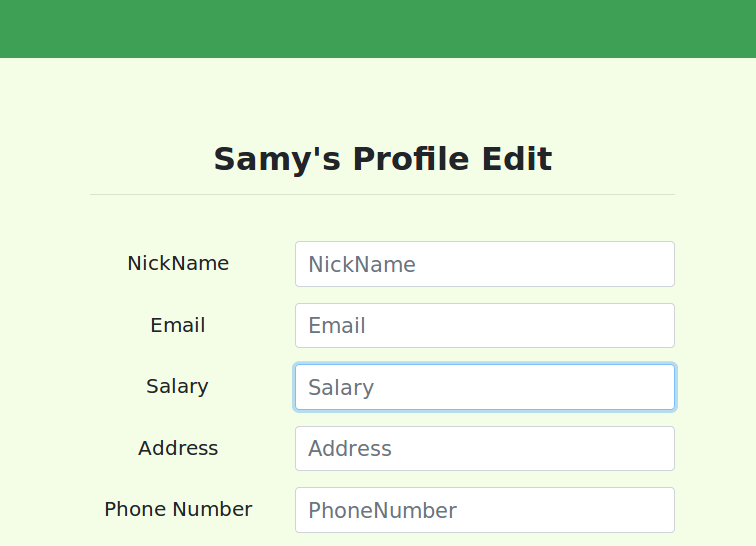 Samy's Profile Edit
NickName NickName
Email Email
Salary Salary
Address Address
Phone Number PhoneNumber